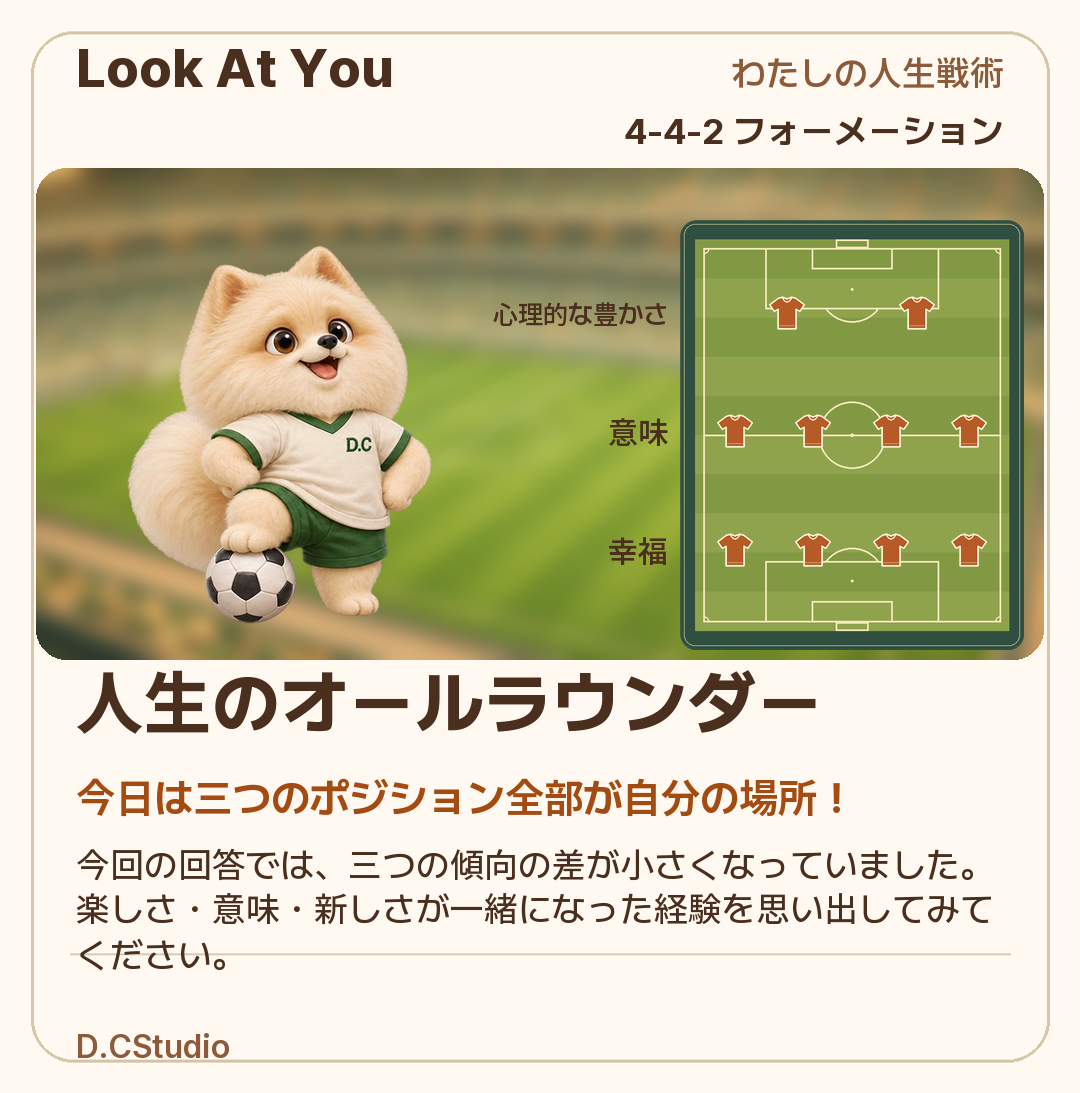 Look At You
わたしの人生戦術
4-4-2 フォーメーション
心理的な豊かさ
意味
幸福
D.C
人生のオールラウンダー
今日は三つのポジション全部が自分の場所！
今回の回答では、三つの傾向の差が小さくなっていました。
楽しさ・意味・新しさが一緒になった経験を思い出してみて
ください。
D.CStudio